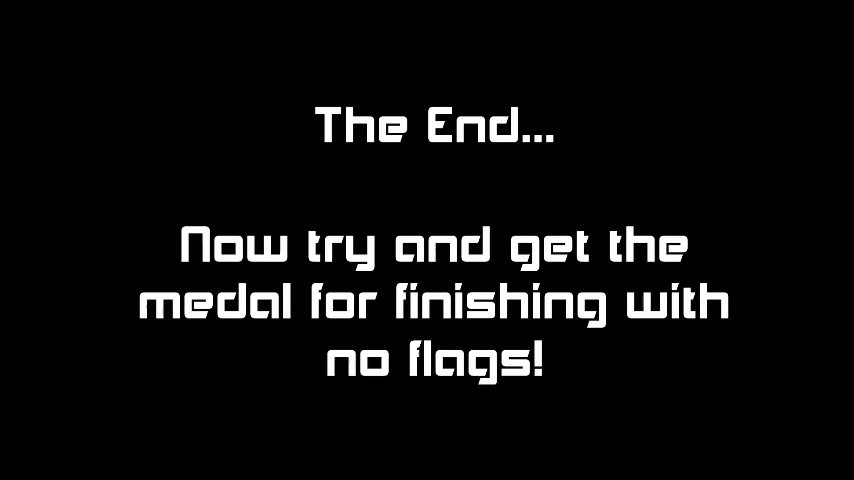 The End...
Now try and get the
medal for finishing with
no flags!